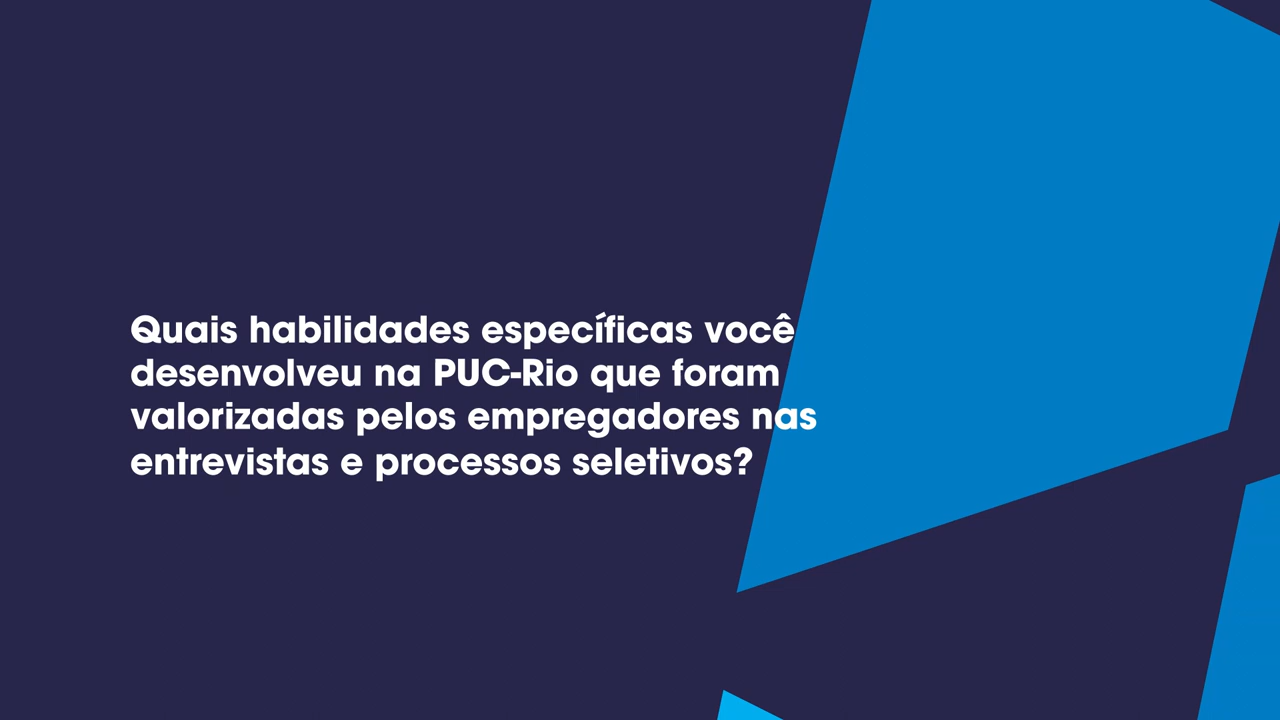 Quais habilidades específicas você
desenvolveu na PUC-Rio que foram
valorizadas pelos empregadores nas
entrevistas e processos seletivos?